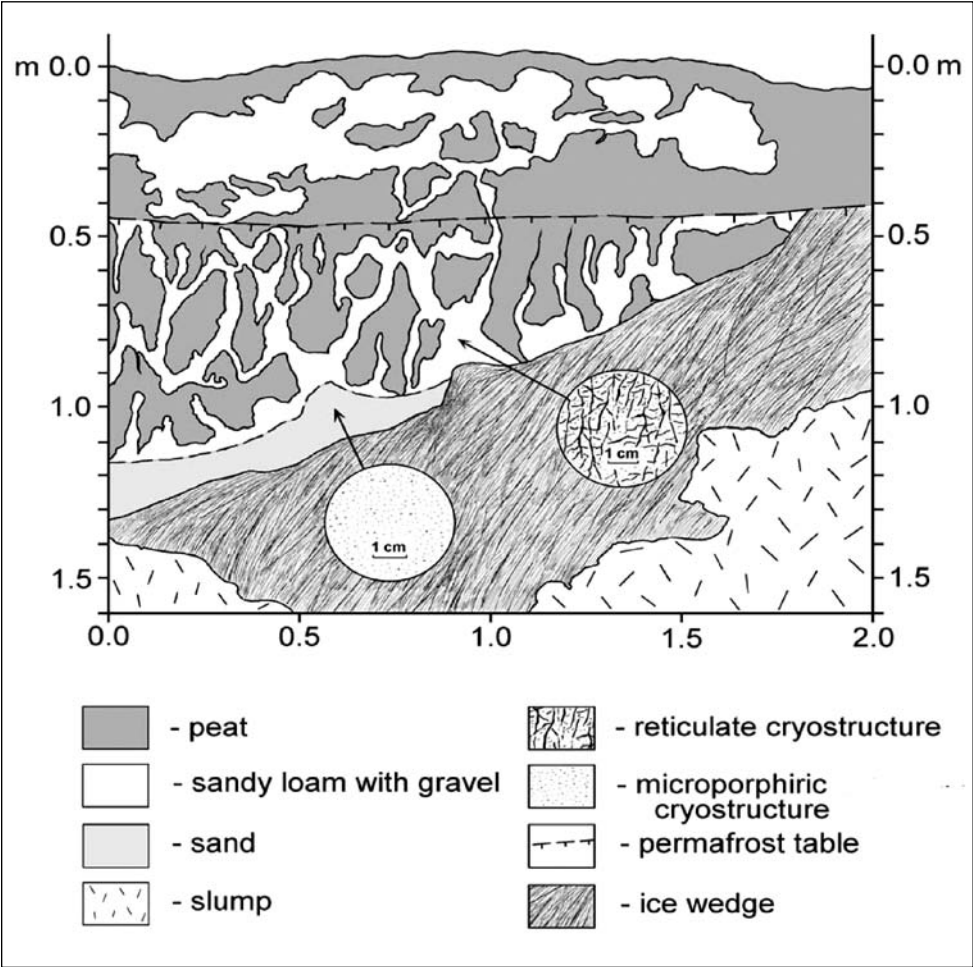 m 0.0
0.0 m
0.5
0.5
1.0
1.0
1 cm
1 cm
1.5
1.5
0.0
0.5
1.0
1.5
2.0
- peat
- reticulate cryostructure
- sandy loam with gravel
- microporphiric
cryostructure
- sand
- permafrost table
- slump
- ice wedge